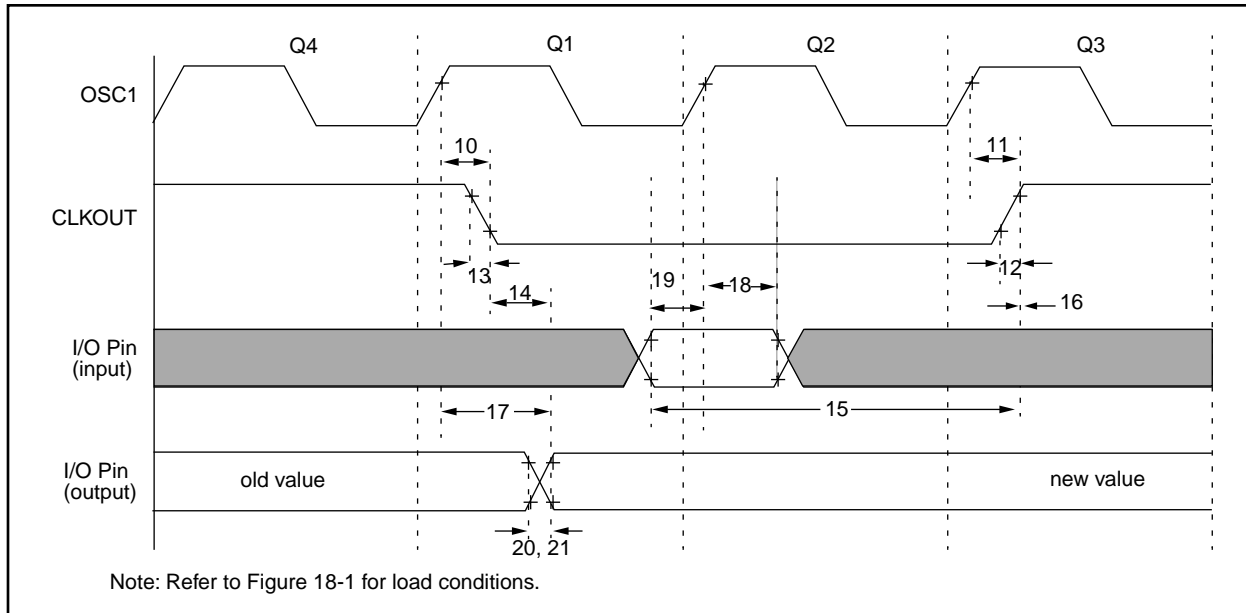 Q4 Q1 Q2 Q3
OSC1
10 11
CLKOUT
13 12
19 18
14 16
I/O Pin
(input)
17 15
I/O Pin
(output)
old value new value
20, 21
Note: Refer to Figure 18-1 for load conditions.